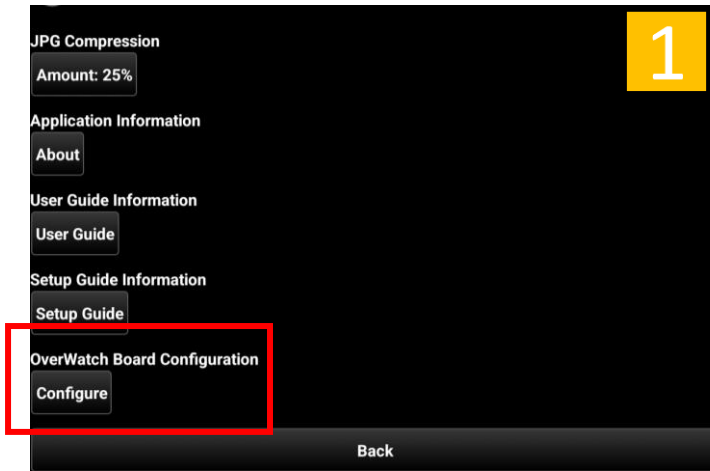 1
JPG Compression
Amount: 25%
Application Information
About
User Guide Information
User Guide
Setup Guide Information
Setup Guide
OverWatch Board Configuration
Configure
Back